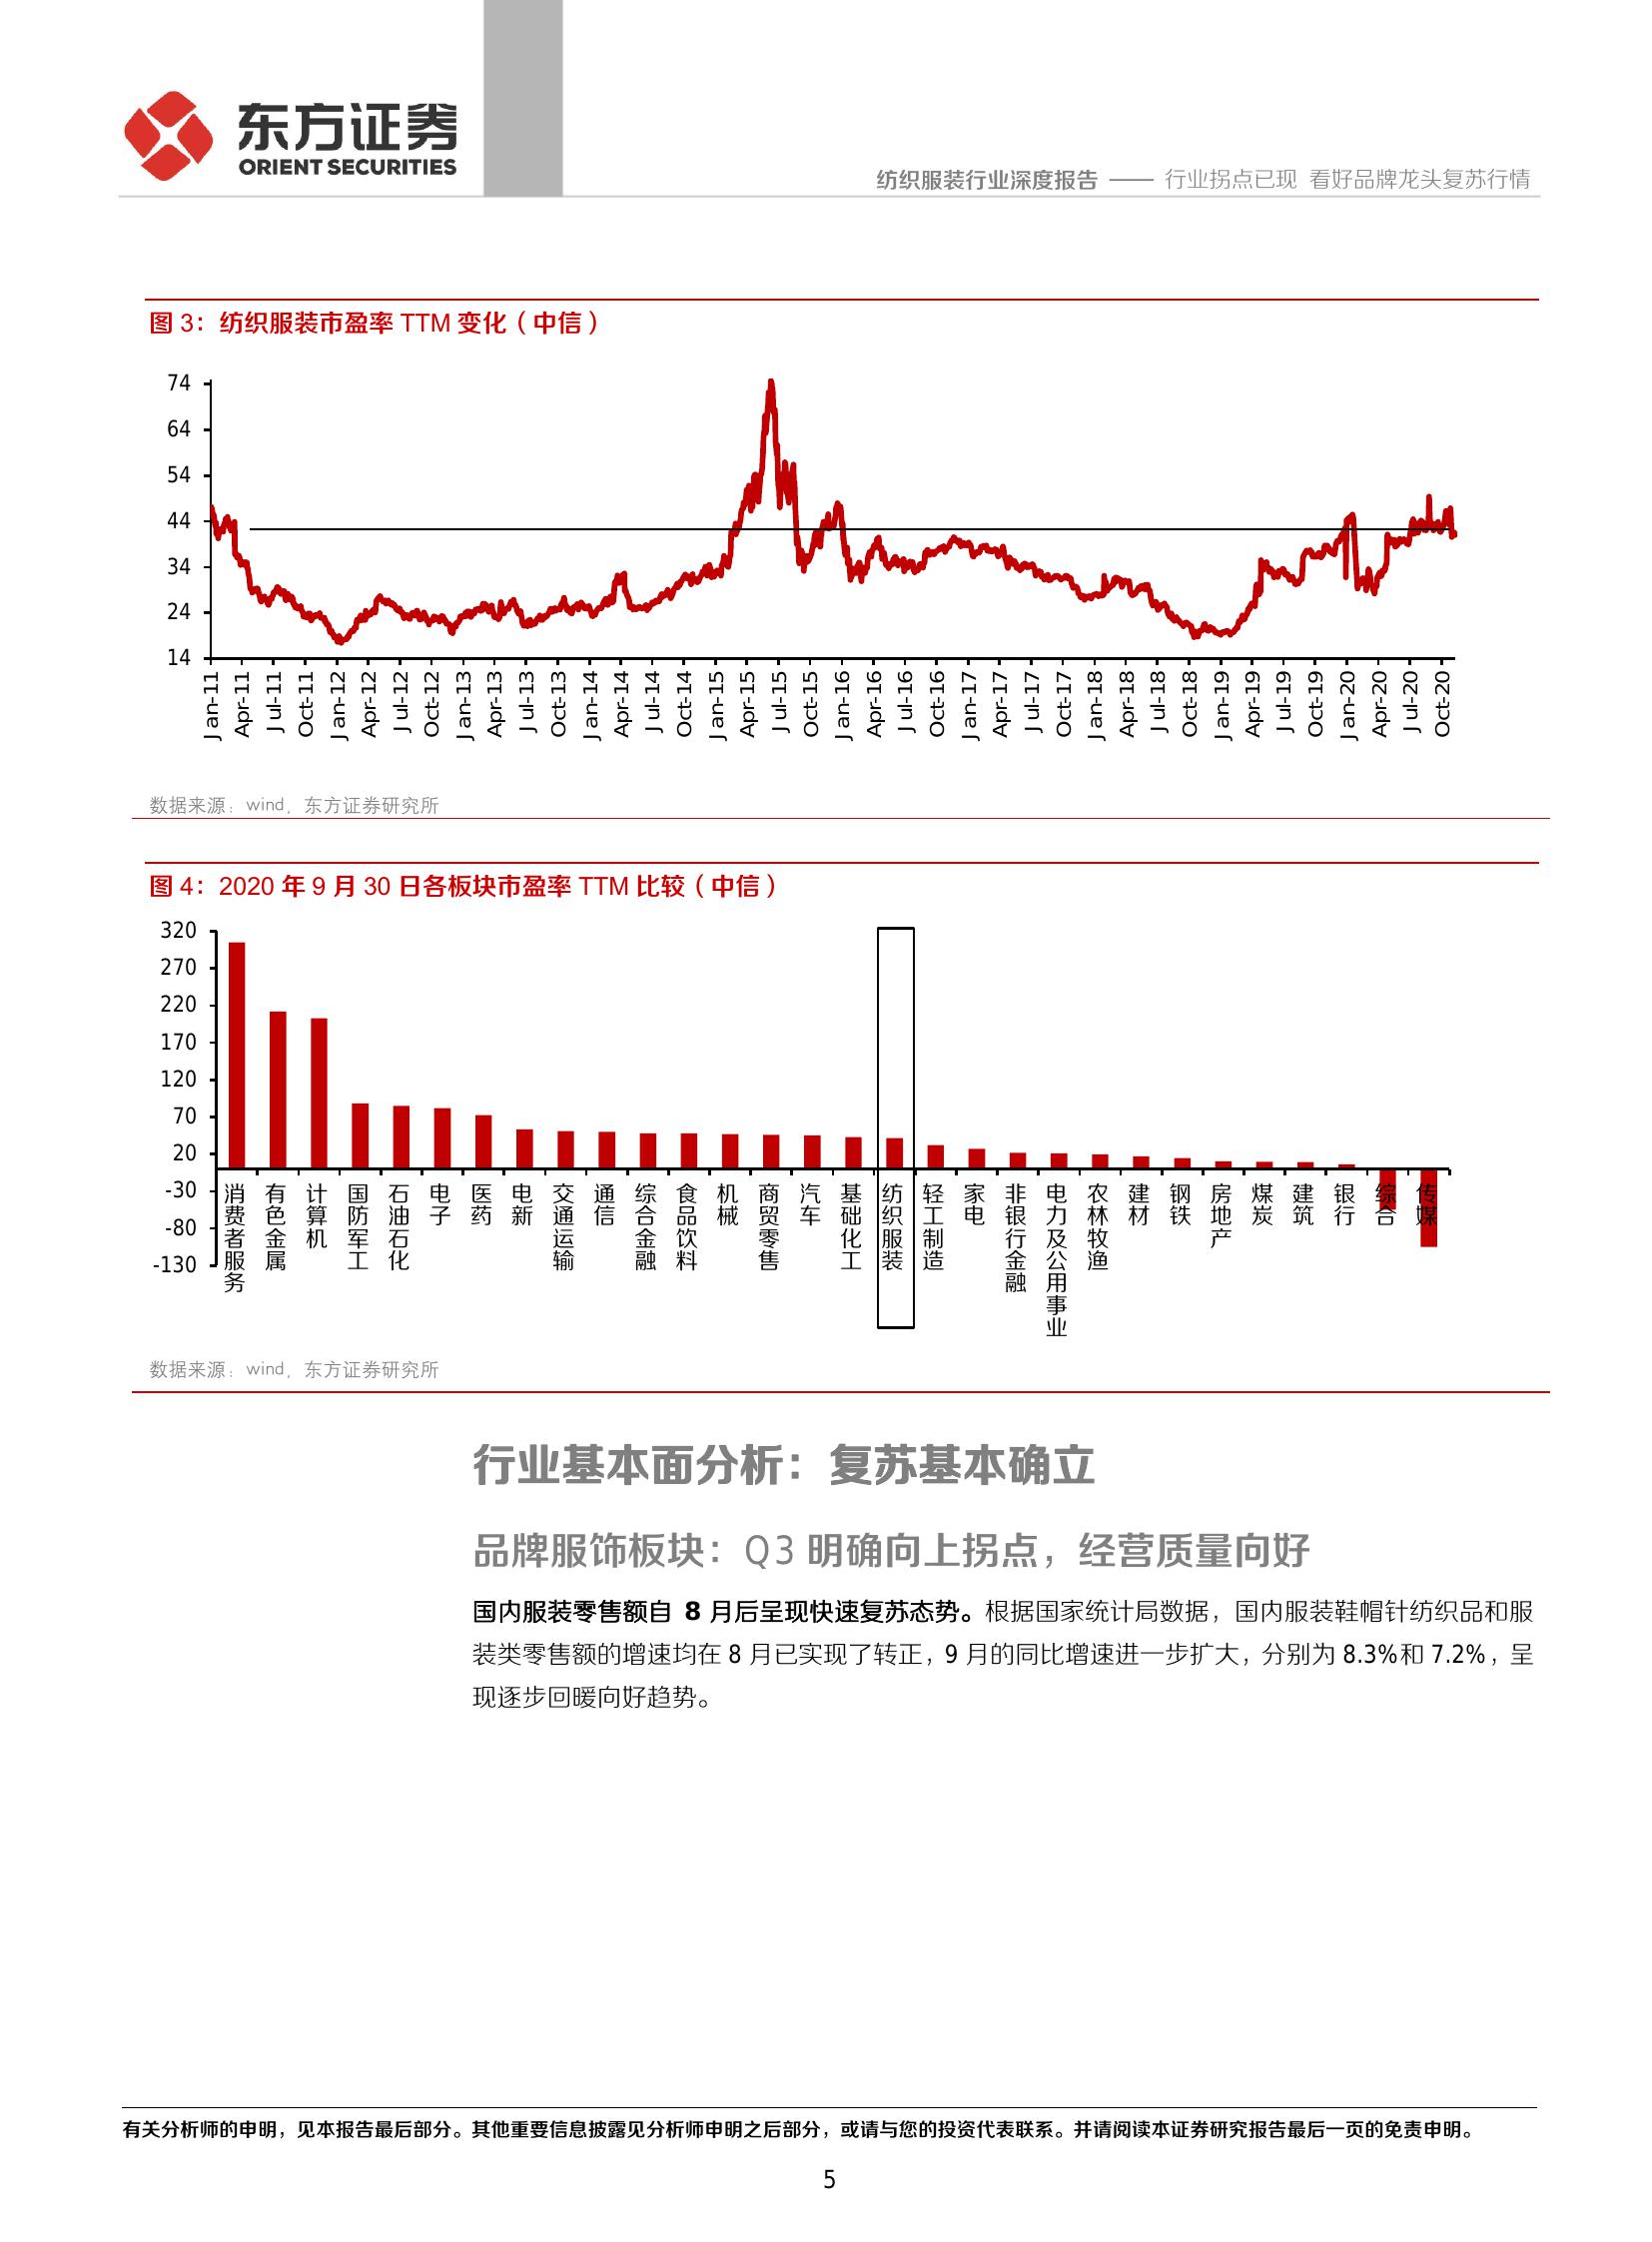 东方证券
ORIENT SECURITIES
纺织服装行业深度报告 —— 行业拐点已现 看好品牌龙头复苏行情
图 3：纺织服装市盈率 TTM 变化（中信）
74
64
54
44
34
24
14
Jan-11 Apr-11 Jul-11 Oct-11 Jan-12 Apr-12 Jul-12 Oct-12 Jan-13 Apr-13 Jul-13 Oct-13 Jan-14 Apr-14 Jul-14 Oct-14 Jan-15 Apr-15 Jul-15 Oct-15 Jan-16 Apr-16 Jul-16 Oct-16 Jan-17 Apr-17 Jul-17 Oct-17 Jan-18 Apr-18 Jul-18 Oct-18 Jan-19 Apr-19 Jul-19 Oct-19 Jan-20 Apr-20 Jul-20 Oct-20
数据来源：wind，东方证券研究所
图 4：2020 年 9 月 30 日各板块市盈率 TTM 比较（中信）
320
270
220
170
120
70
20
-30
-80
-130
消费者服务 有色金属 计算机 国防军工 石油石化 电子 医药 电新 交通运输 通信 综合金融 食品饮料 机械 商贸零售 汽车 基础化工 纺织服装 轻工制造 家电 非银行金融 电力及公用事业 农林牧渔 建材 钢铁 房地产 煤炭 建筑 银行 综合 传媒
数据来源：wind，东方证券研究所
行业基本面分析：复苏基本确立
品牌服饰板块：Q3 明确向上拐点，经营质量向好
国内服装零售额自 8 月后呈现快速复苏态势。根据国家统计局数据，国内服装鞋帽针纺织品和服
装类零售额的增速均在 8 月已实现了转正，9 月的同比增速进一步扩大，分别为 8.3%和 7.2%，呈
现逐步回暖向好趋势。
有关分析师的申明，见本报告最后部分。其他重要信息披露见分析师申明之后部分，或请与您的投资代表联系。并请阅读本证券研究报告最后一页的免责申明。
5